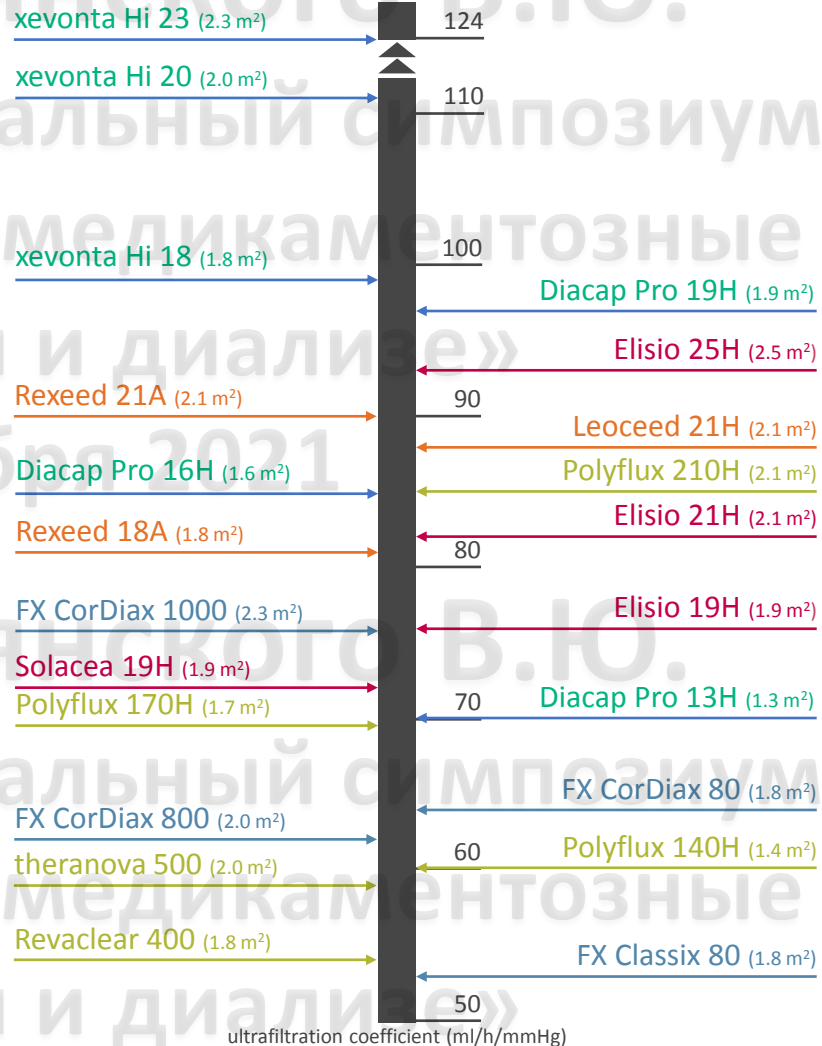 xevonta Hi 23 (2.3 m²)
124
xevonta Hi 20 (2.0 m²)
110
альный симпозиум
медикаментозные
xevonta Hi 18 (1.8 m²)
100
Diacap Pro 19H (1.9 m²)
и диализе»
Elisio 25H (2.5 m²)
Rexeed 21A (2.1 m²)
90
Leoceed 21H (2.1 m²)
бря 2021
Diacap Pro 16H (1.6 m²)
Polyflux 210H (2.1 m²)
Elisio 21H (2.1 m²)
Rexeed 18A (1.8 m²)
80
FX CorDiax 1000 (2.3 m²)
Elisio 19H (1.9 m²)
янского В.Ю.
Solacea 19H (1.9 m²)
Polyflux 170H (1.7 m²)
70
Diacap Pro 13H (1.3 m²)
альный симпозиум
FX CorDiax 80 (1.8 m²)
FX CorDiax 800 (2.0 m²)
60
Polyflux 140H (1.4 m²)
theranova 500 (2.0 m²)
медикаментозные
Revaclear 400 (1.8 m²)
FX Classix 80 (1.8 m²)
50
и диализе»
ultrafiltration coefficient (ml/h/mmHg)